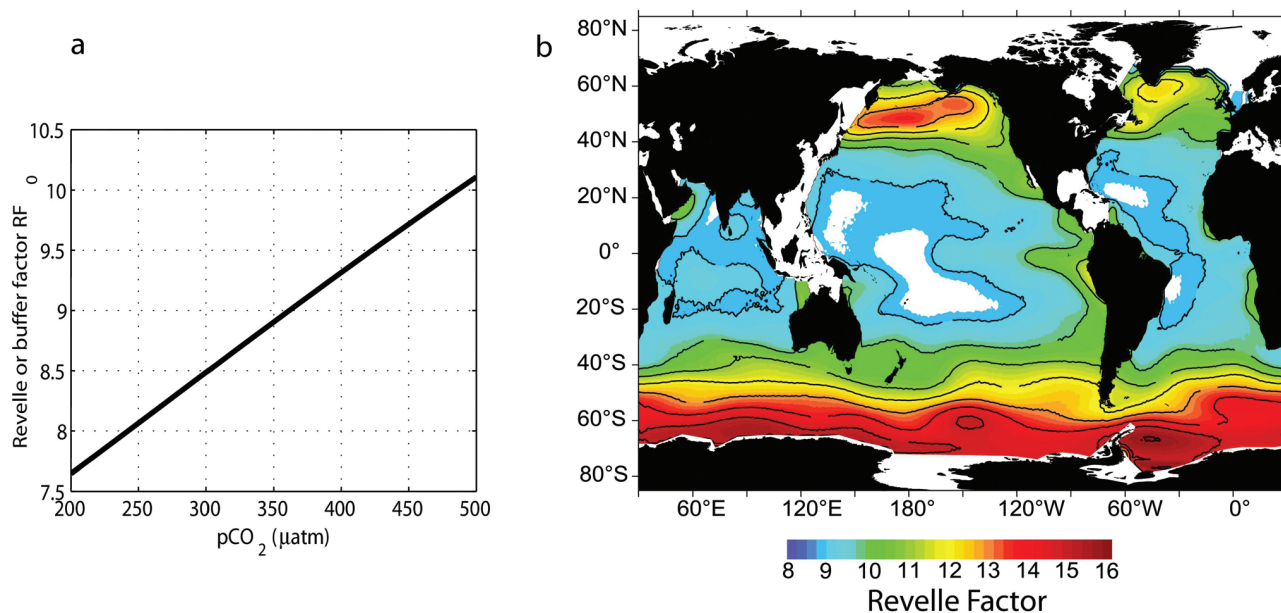 a
10.5
10
9.5
9
8.5
8
7.5
Revelle or buffer factor RF
0
200 250 300 350 400 450 500
pCO2 (µatm)
b
80°N
60°N
40°N
20°N
0°
20°S
40°S
60°S
80°S
60°E 120°E 180° 120°W 60°W 0°
8 9 10 11 12 13 14 15 16
Revelle Factor